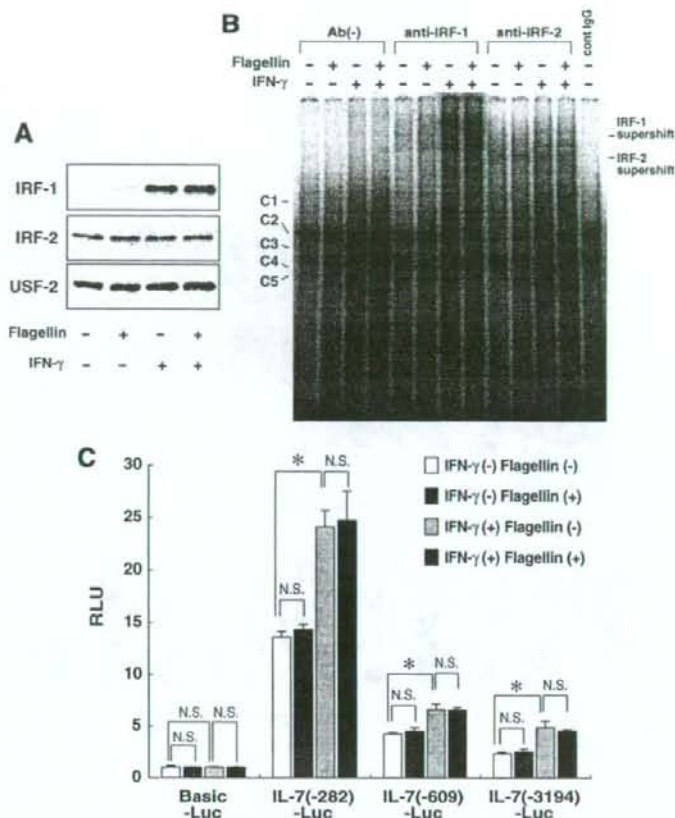 A
IRF-1
IRF-2
USF-2
Flagellin - + - +
IFN-γ - - + +
B
Ab(-) anti-IRF-1 anti-IRF-2 cont IgG
Flagellin - + - + - + - + - + - + -
IFN-γ - - + + - - + + - - + + -
IRF-1 supershift
IRF-2 supershift
C1
C2
C3
C4
C5
C
RLU
30
25
20
15
10
5
0
IFN-γ (-) Flagellin (-)
IFN-γ (-) Flagellin (+)
IFN-γ (+) Flagellin (-)
IFN-γ (+) Flagellin (+)
N.S. N.S. N.S.
* N.S. N.S.
* N.S. N.S.
* N.S. N.S.
Basic -Luc
IL-7(-282) -Luc
IL-7(-609) -Luc
IL-7(-3194) -Luc